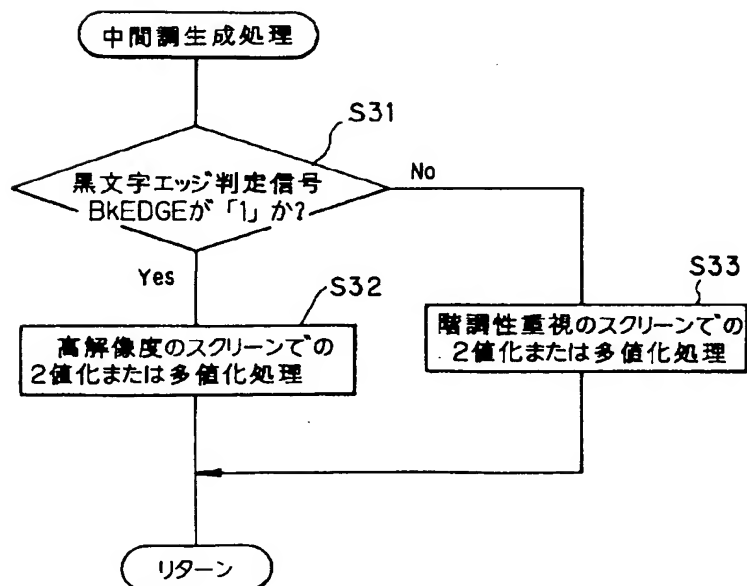 中間調生成処理
S31
黒文字エッジ判定信号
BkEDGEが「1」か?
No
Yes
S32
高解像度のスクリーンでの
2値化または多値化処理
S33
階調性重視のスクリーンでの
2値化または多値化処理
リターン